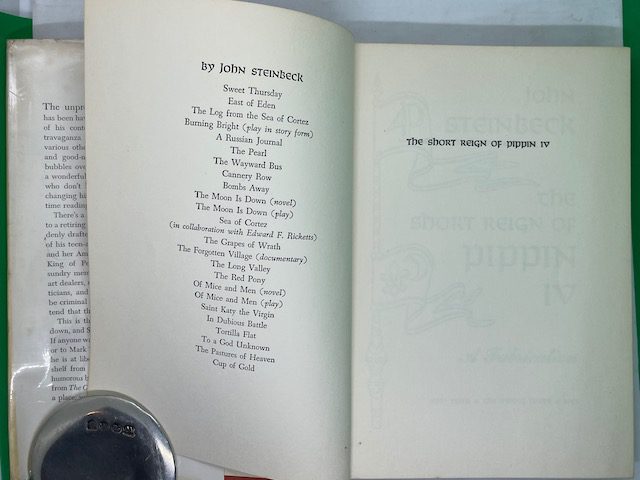 The unpr
has been hav
of his cont
travaganza
various othe
and good-n
bubbles ove
a wonderful
who don't
changing his
time reading
There's a
to a retiring
denly drafte
of his teen-a
and her Am
King of F
sundry mem
art dealers,
ticians, and
be criminal
tend that th
This is th
down, and S
If anyone w
or to Mark
he is at lib
shelf from
humorous b
from The G
a place
by JOHN STEINBECK
Sweet Thursday
East of Eden
The Log from the Sea of Cortez
Burning Bright (play in story form)
A Russian Journal
The Pearl
The Wayward Bus
Cannery Row
Bombs Away
The Moon Is Down (novel)
The Moon Is Down (play)
Sea of Cortez
(in collaboration with Edward F. Ricketts)
The Grapes of Wrath
The Forgotten Village (documentary)
The Long Valley
The Red Pony
Of Mice and Men (novel)
Of Mice and Men (play)
Saint Katy the Virgin
In Dubious Battle
Tortilla Flat
To a God Unknown
The Pastures of Heaven
Cup of Gold
THE SHORT REIGN OF PIPPIN IV
JOHN
STEINBECK
THE
SHORT REIGN OF
PIPPIN
IV